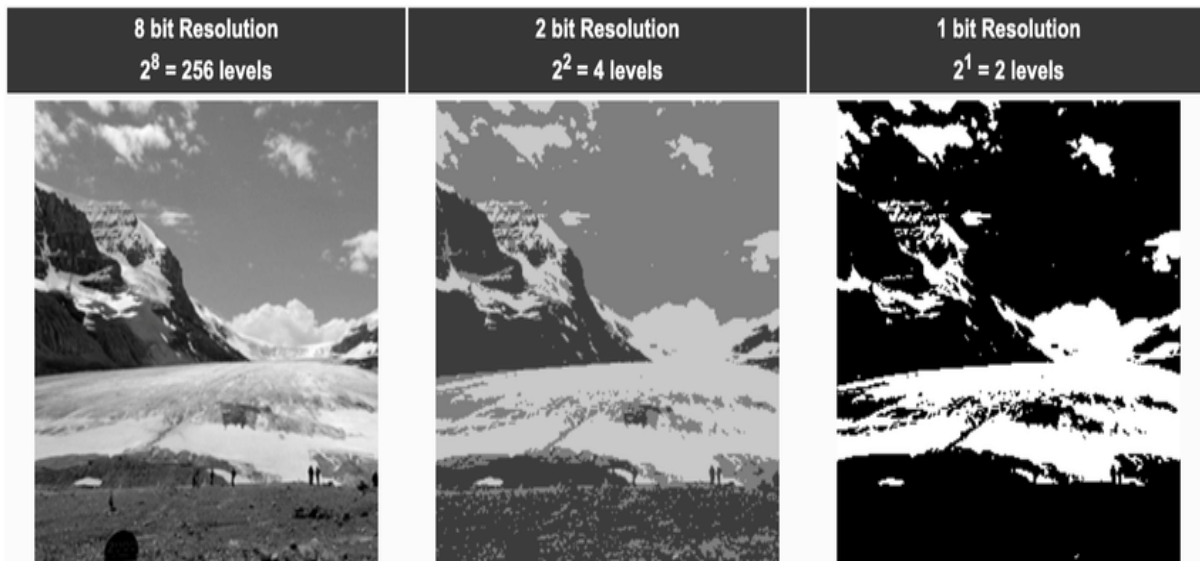 8 bit Resolution
2⁸ = 256 levels
2 bit Resolution
2² = 4 levels
1 bit Resolution
2¹ = 2 levels